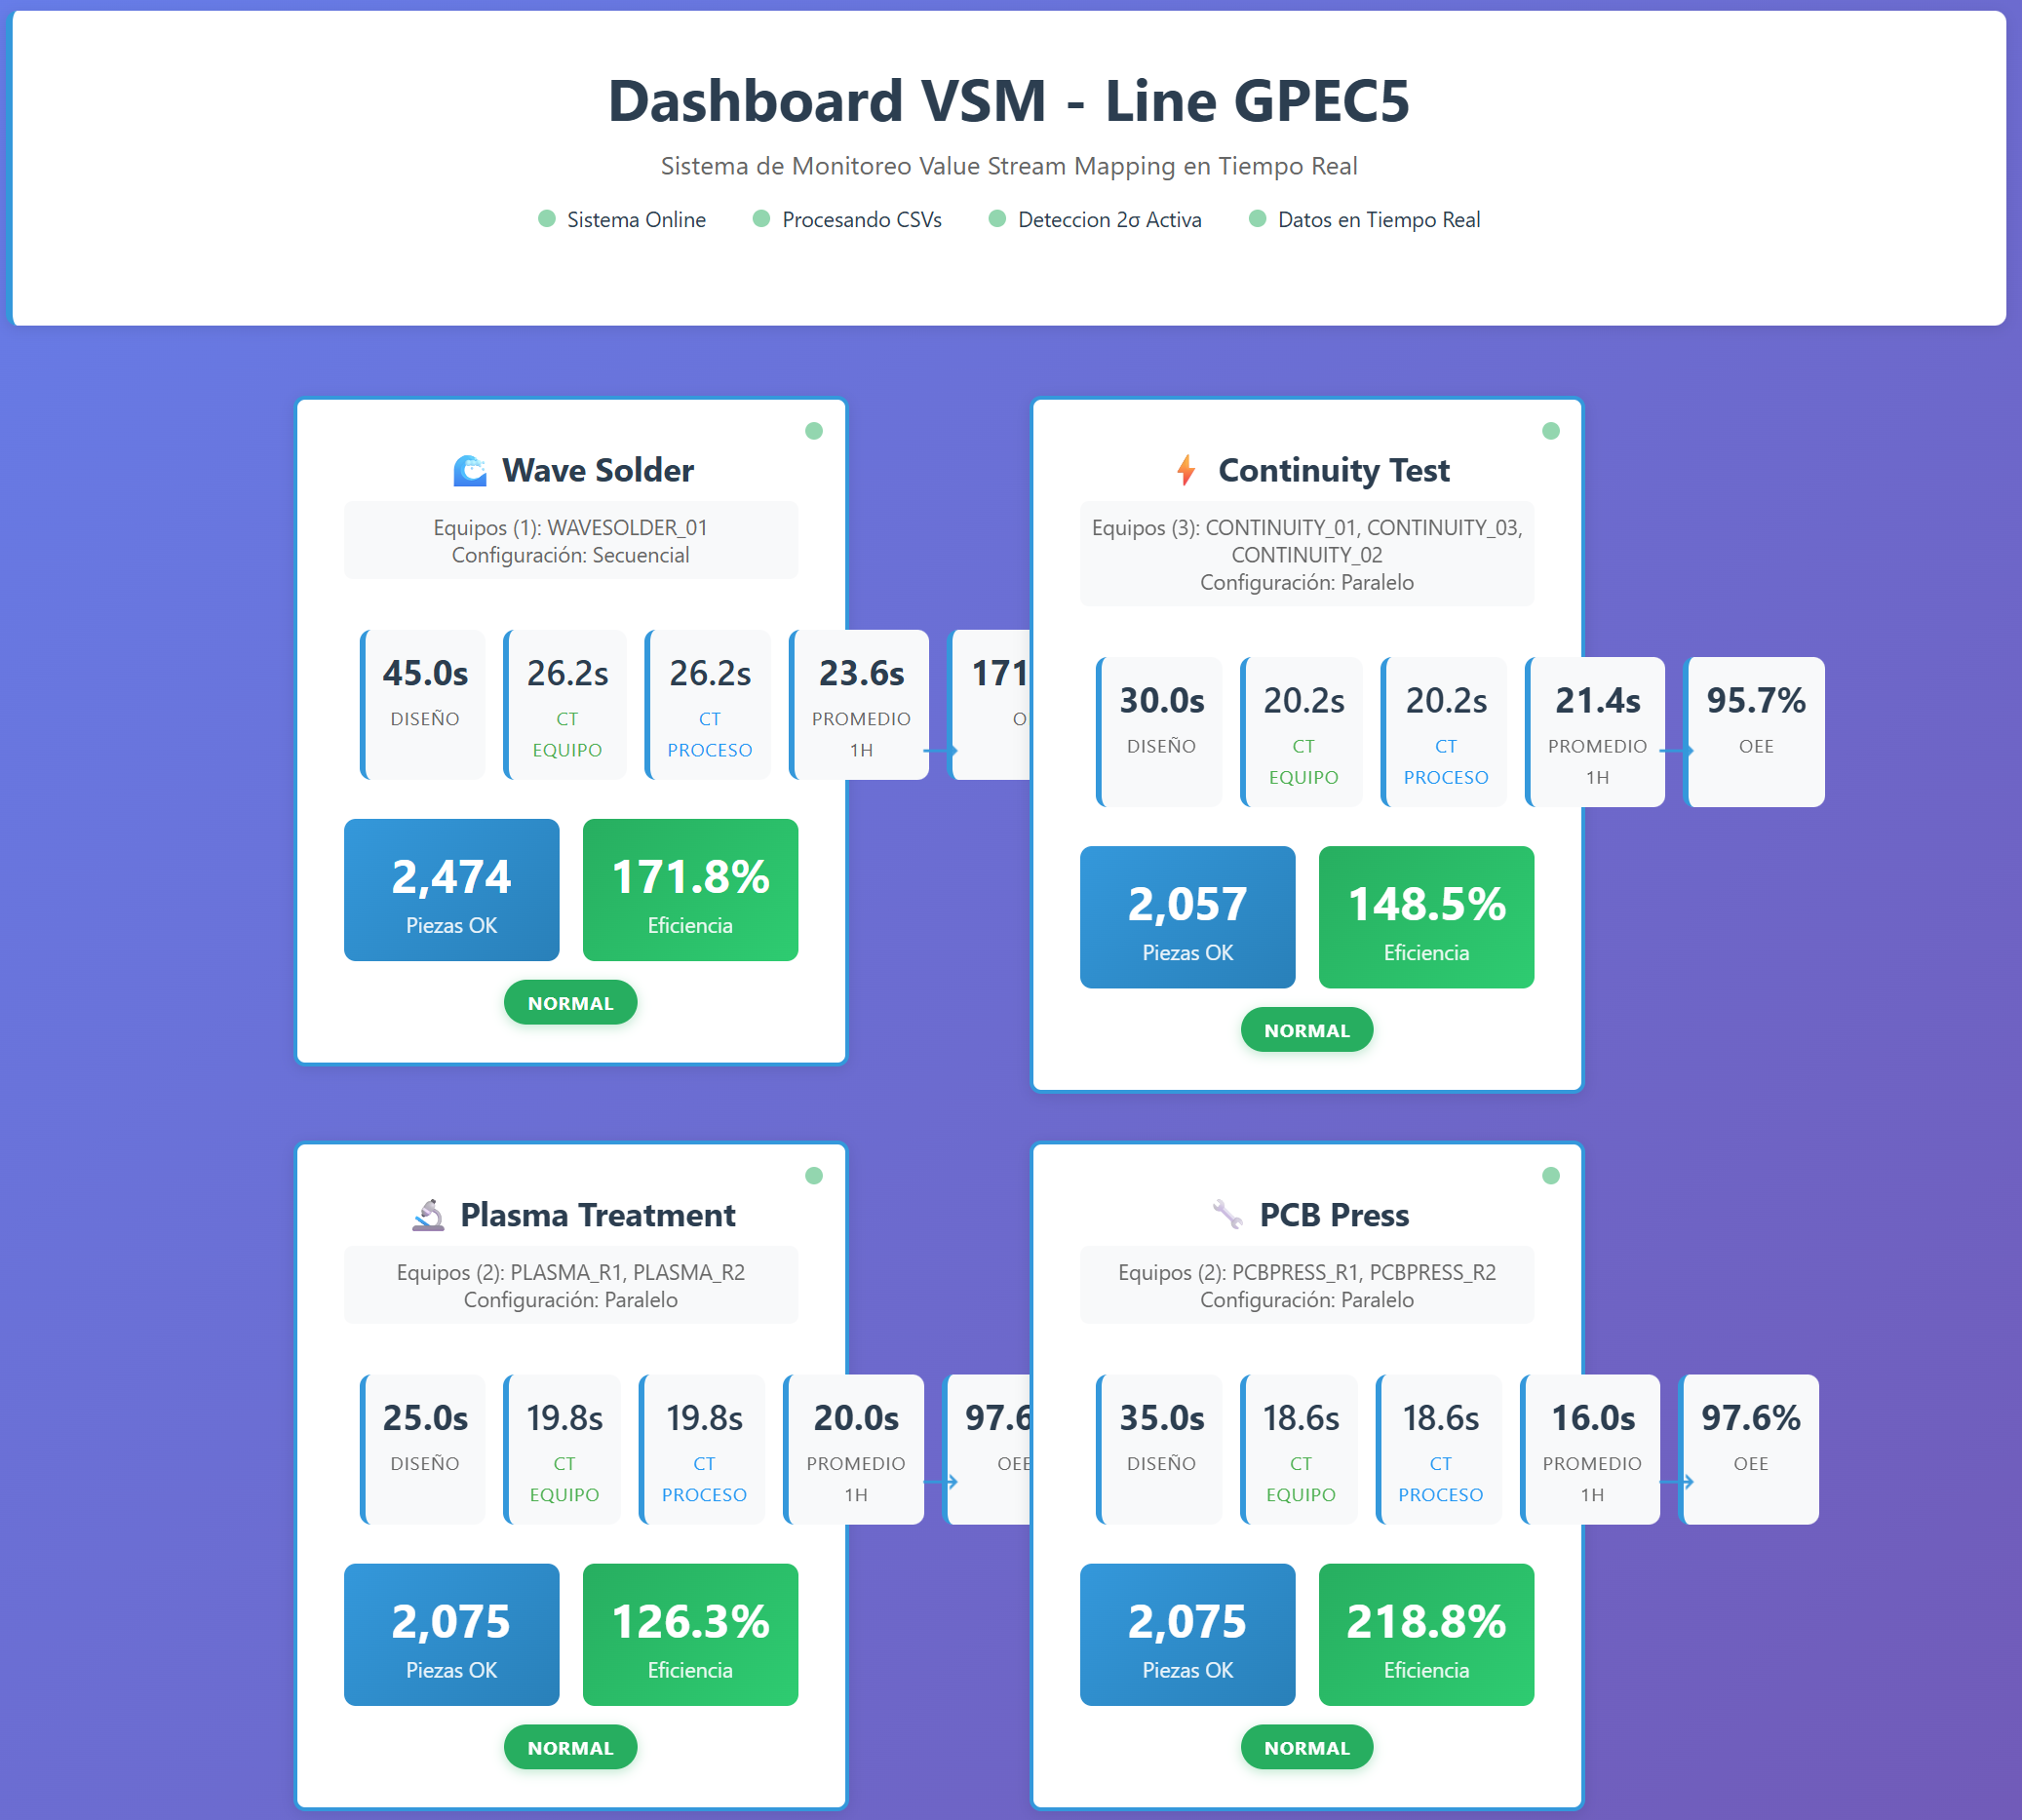 Dashboard VSM - Line GPEC5
Sistema de Monitoreo Value Stream Mapping en Tiempo Real
Sistema Online Procesando CSVs Deteccion 2σ Activa Datos en Tiempo Real
Wave Solder
Equipos (1): WAVESOLDER_01
Configuración: Secuencial
45.0s 26.2s 26.2s 23.6s 171
DISEÑO CT CT PROMEDIO O
EQUIPO PROCESO 1H →
2,474 171.8%
Piezas OK Eficiencia
NORMAL
Continuity Test
Equipos (3): CONTINUITY_01, CONTINUITY_03,
CONTINUITY_02
Configuración: Paralelo
30.0s 20.2s 20.2s 21.4s 95.7%
DISEÑO CT CT PROMEDIO → OEE
EQUIPO PROCESO 1H
2,057 148.5%
Piezas OK Eficiencia
NORMAL
Plasma Treatment
Equipos (2): PLASMA_R1, PLASMA_R2
Configuración: Paralelo
25.0s 19.8s 19.8s 20.0s 97.6
DISEÑO CT CT PROMEDIO → OEE
EQUIPO PROCESO 1H
2,075 126.3%
Piezas OK Eficiencia
NORMAL
PCB Press
Equipos (2): PCBPRESS_R1, PCBPRESS_R2
Configuración: Paralelo
35.0s 18.6s 18.6s 16.0s 97.6%
DISEÑO CT CT PROMEDIO → OEE
EQUIPO PROCESO 1H
2,075 218.8%
Piezas OK Eficiencia
NORMAL